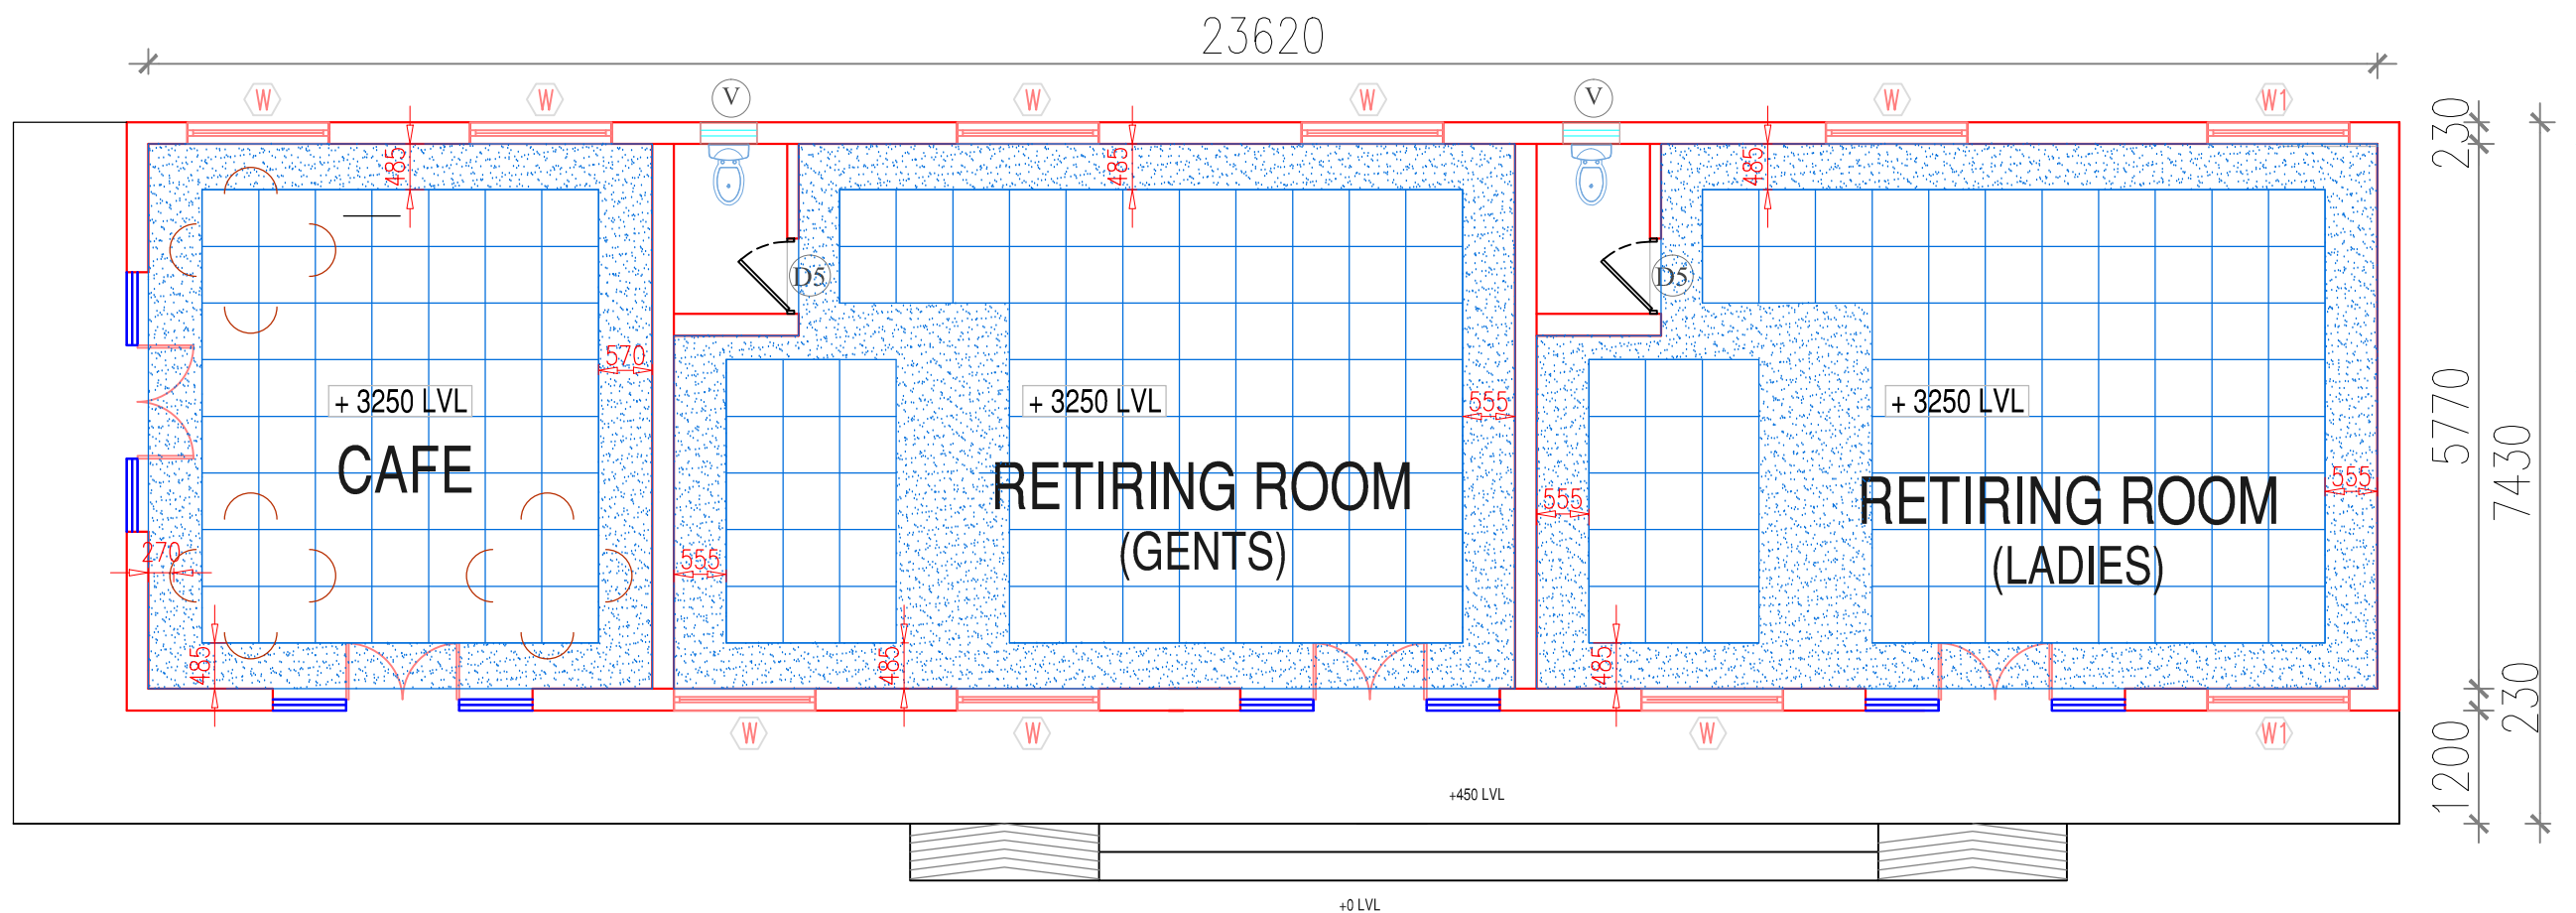 23620
W
W
V
W
W
V
W
W1
230
485
485
485
D5
D5
570
+ 3250 LVL
+ 3250 LVL
+ 3250 LVL
555
5770
7430
CAFE
RETIRING ROOM
(GENTS)
RETIRING ROOM
(LADIES)
555
555
270
555
485
485
485
230
W
W
W
W1
1200
+450 LVL
+0 LVL